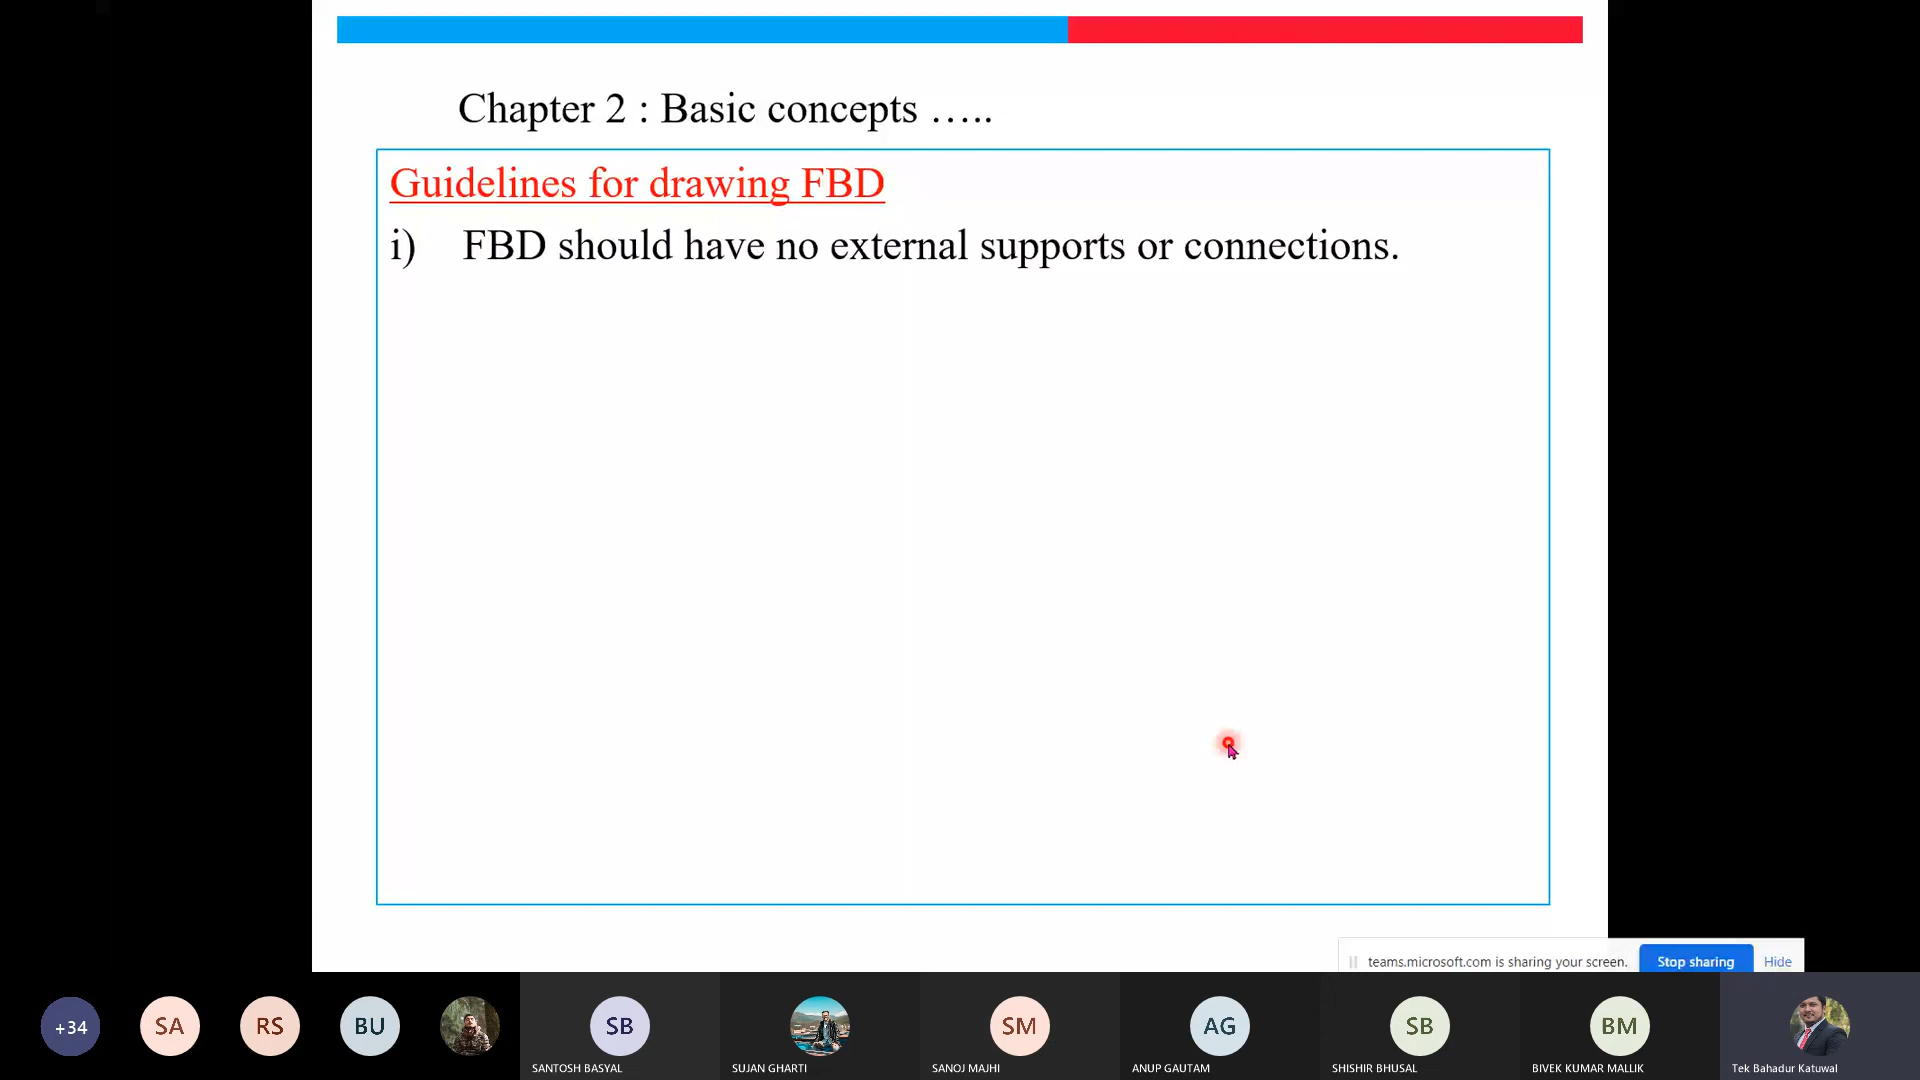 Chapter 2 : Basic concepts …..
Guidelines for drawing FBD
i) FBD should have no external supports or connections.
teams.microsoft.com is sharing your screen. Stop sharing Hide
+34 SA RS BU SB SM AG SB BM
SANTOSH BASYAL SUJAN GHARTI SANOJ MAJHI ANUP GAUTAM SHISHIR BHUSAL BIVEK KUMAR MALLIK Tek Bahadur Katuwal